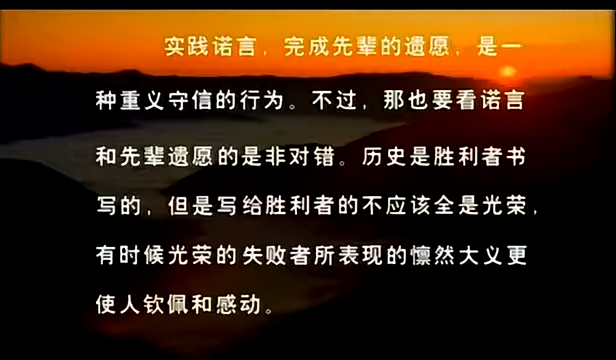 实践诺言，完成先辈的遗愿，是一
种重义守信的行为。不过，那也要看诺言
和先辈遗愿的是非对错。历史是胜利者书
写的，但是写给胜利者的不应该全是光荣，
有时候光荣的失败者所表现的懔然大义更
使人钦佩和感动。